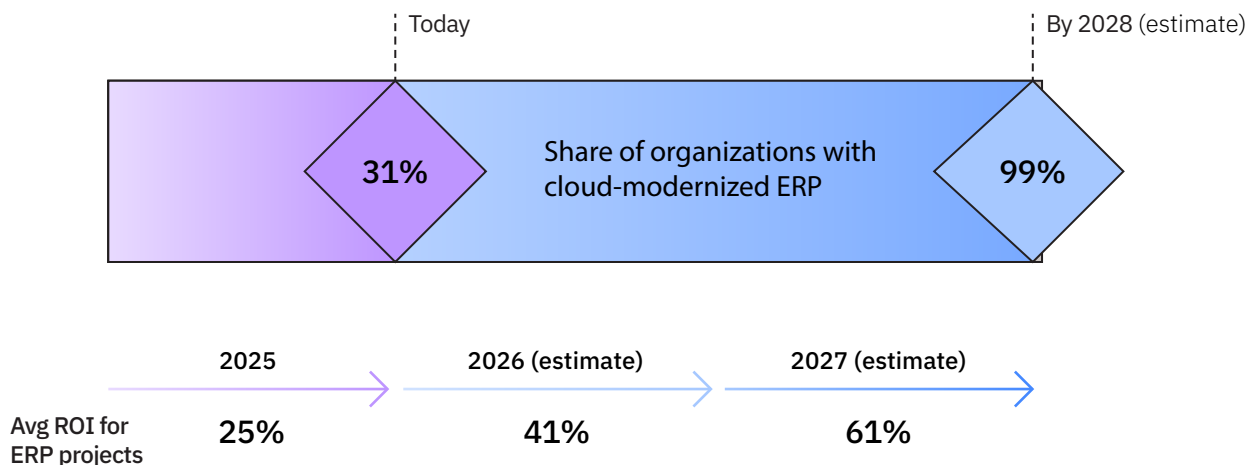 Today
By 2028 (estimate)
31%
Share of organizations with
cloud-modernized ERP
99%
2025
2026 (estimate)
2027 (estimate)
Avg ROI for
ERP projects
25%
41%
61%